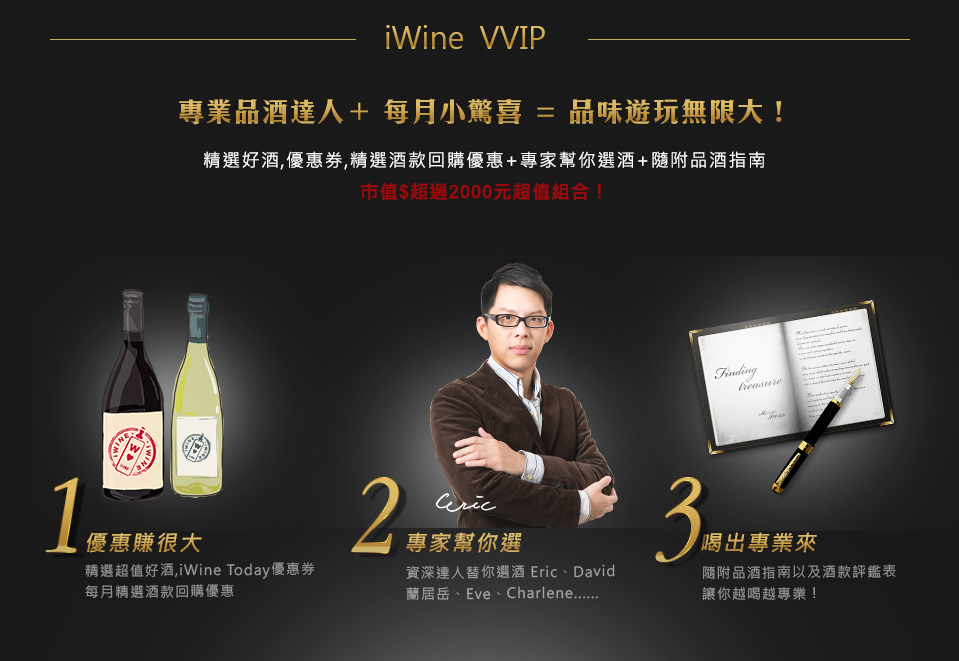 iWine VVIP
專業品酒達人＋ 每月小驚喜 ＝ 品味遊玩無限大！
精選好酒,優惠券,精選酒款回購優惠+專家幫你選酒+隨附品酒指南
市值$超過2000元超值組合！
iWINE
W
iWINE
iWINE
W
Finding
treasure
eric
1
優惠賺很大
精選超值好酒,iWine Today優惠券
每月精選酒款回購優惠
2
專家幫你選
資深達人替你選酒 Eric、David
蘭居岳、Eve、Charlene......
3
喝出專業來
隨附品酒指南以及酒款評鑑表
讓你越喝越專業！